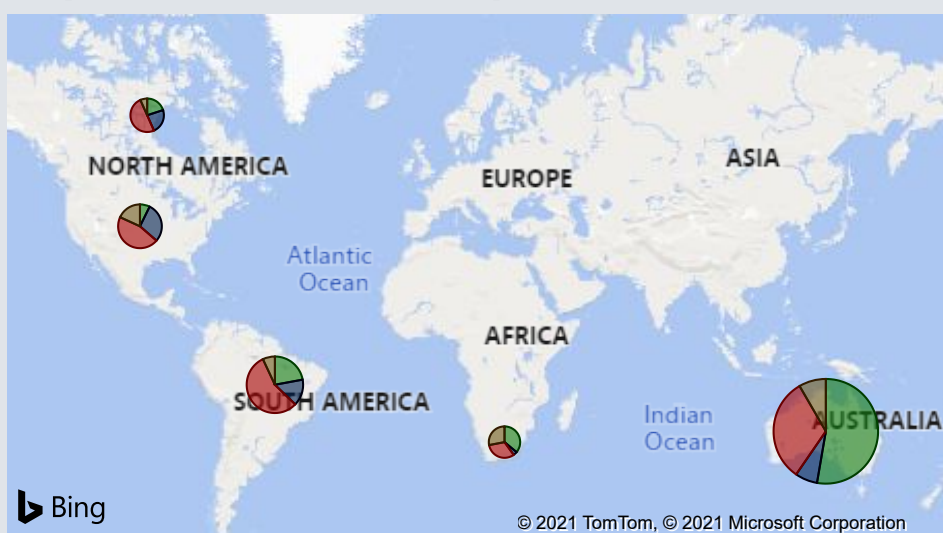 NORTH AMERICA
EUROPE
ASIA
Atlantic
Ocean
AFRICA
SOUTH AMERICA
Indian
Ocean
AUSTRALIA
Bing
© 2021 TomTom, © 2021 Microsoft Corporation